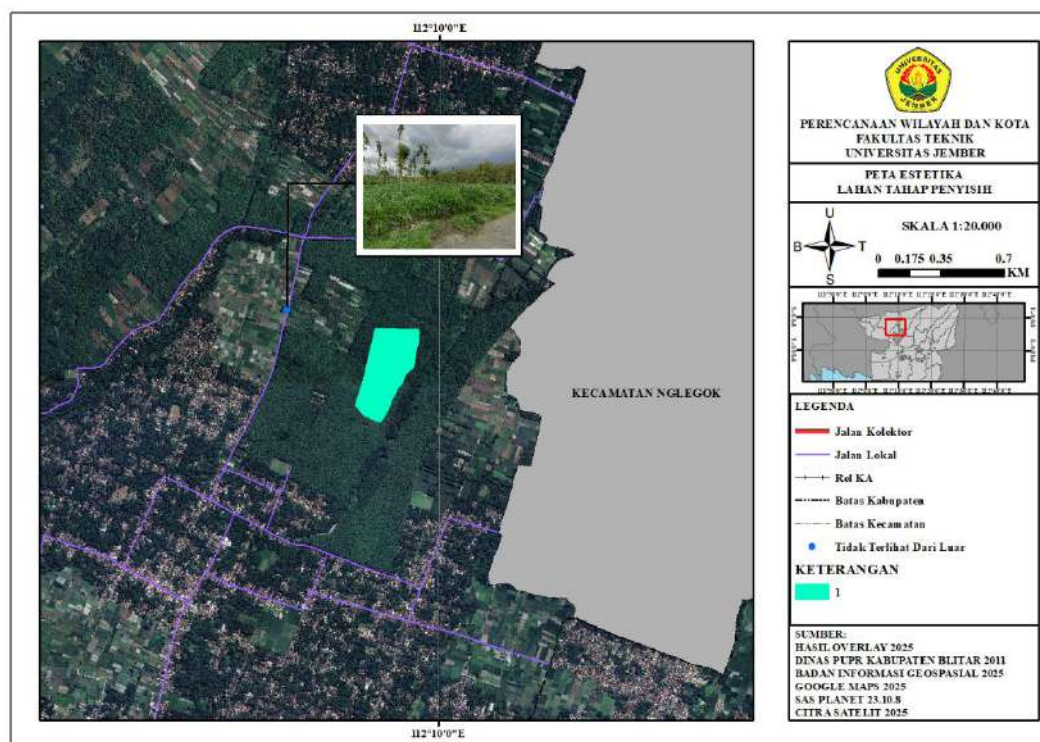 112°10'0"E
KECAMATAN NGLEGOK
112°10'0"E
UNIVERSITAS
JEMBER
PERENCANAAN WILAYAH DAN KOTA
FAKULTAS TEKNIK
UNIVERSITAS JEMBER
PETA ESTETIKA
LAHAN TAHAP PENYISIH
U
B
T
S
SKALA 1:20.000
0 0.175 0.35 0.7
KM
LEGENDA
Jalan Kolektor
Jalan Lokal
Rel KA
Batas Kabupaten
Batas Kecamatan
Tidak Terlihat Dari Luar
KETERANGAN
1
SUMBER:
HASIL OVERLAY 2025
DINAS PUPR KABUPATEN BLITAR 2011
BADAN INFORMASI GEOSPASIAL 2025
GOOGLE MAPS 2025
SAS PLANET 23.10.8
CITRA SATELIT 2025